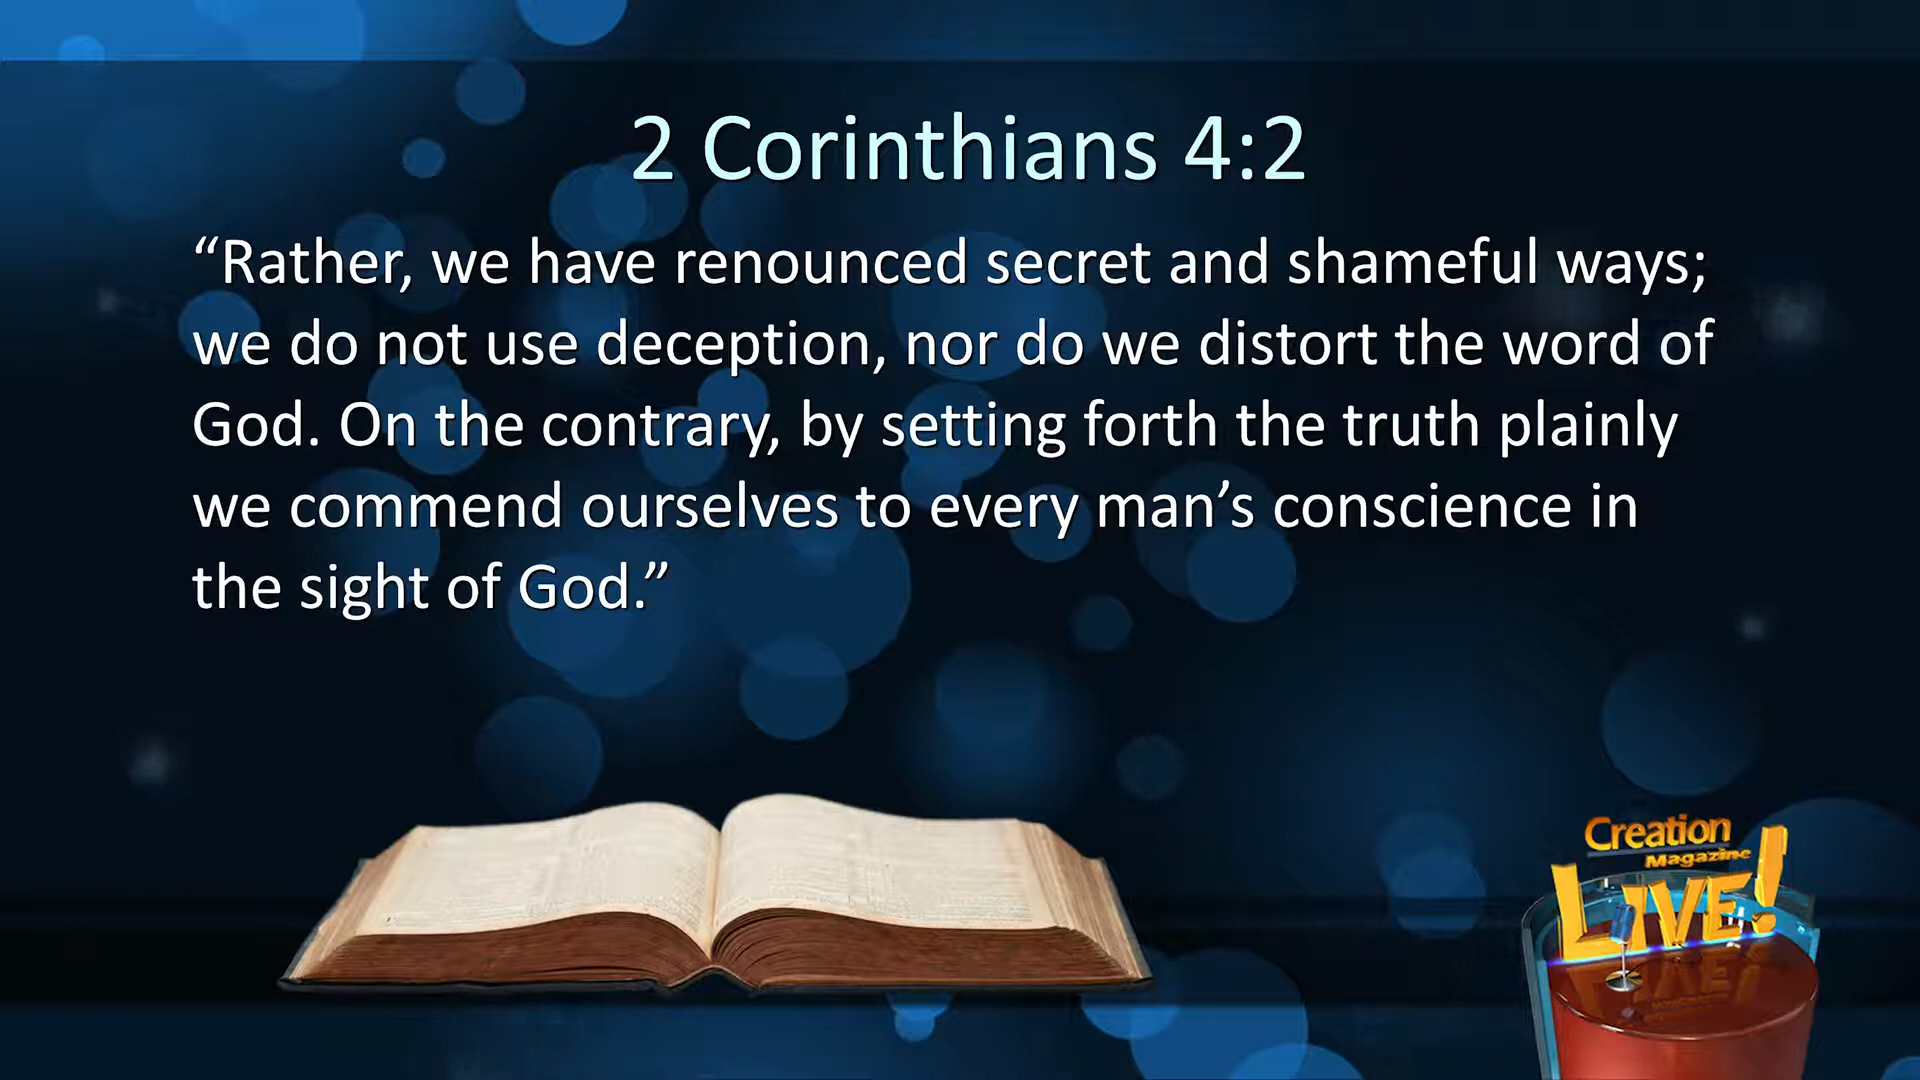 2 Corinthians 4:2
“Rather, we have renounced secret and shameful ways;
we do not use deception, nor do we distort the word of
God. On the contrary, by setting forth the truth plainly
we commend ourselves to every man’s conscience in
the sight of God.”
Creation
Magazine
LIVE!